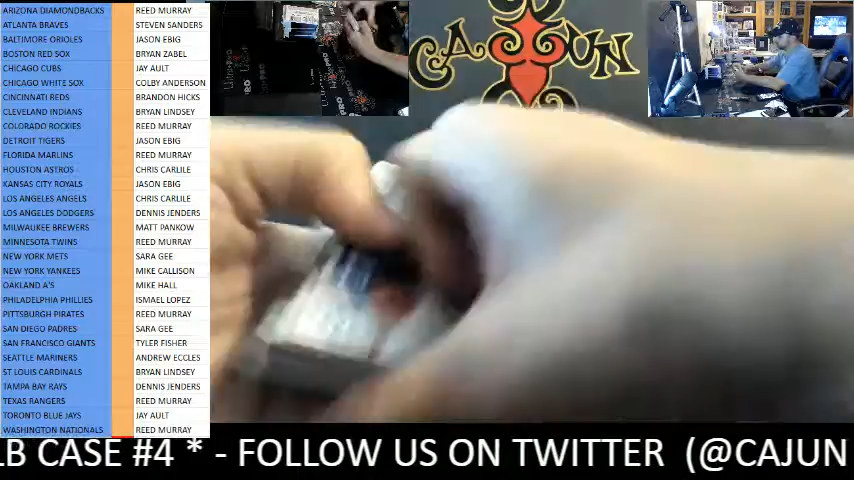 ARIZONA DIAMONDBACKS REED MURRAY
ATLANTA BRAVES STEVEN SANDERS
BALTIMORE ORIOLES JASON EBIG
BOSTON RED SOX BRYAN ZABEL
CHICAGO CUBS JAY AULT
CHICAGO WHITE SOX COLBY ANDERSON
CINCINNATI REDS BRANDON HICKS
CLEVELAND INDIANS BRYAN LINDSEY
COLORADO ROCKIES REED MURRAY
DETROIT TIGERS JASON EBIG
FLORIDA MARLINS REED MURRAY
HOUSTON ASTROS CHRIS CARLILE
KANSAS CITY ROYALS JASON EBIG
LOS ANGELES ANGELS CHRIS CARLILE
LOS ANGELES DODGERS DENNIS JENDERS
MILWAUKEE BREWERS MATT PANKOW
MINNESOTA TWINS REED MURRAY
NEW YORK METS SARA GEE
NEW YORK YANKEES MIKE CALLISON
OAKLAND A'S MIKE HALL
PHILADELPHIA PHILLIES ISMAEL LOPEZ
PITTSBURGH PIRATES REED MURRAY
SAN DIEGO PADRES SARA GEE
SAN FRANCISCO GIANTS TYLER FISHER
SEATTLE MARINERS ANDREW ECCLES
ST LOUIS CARDINALS BRYAN LINDSEY
TAMPA BAY RAYS DENNIS JENDERS
TEXAS RANGERS REED MURRAY
TORONTO BLUE JAYS JAY AULT
WASHINGTON NATIONALS REED MURRAY
CAJUN
LB CASE #4 * - FOLLOW US ON TWITTER (@CAJUN